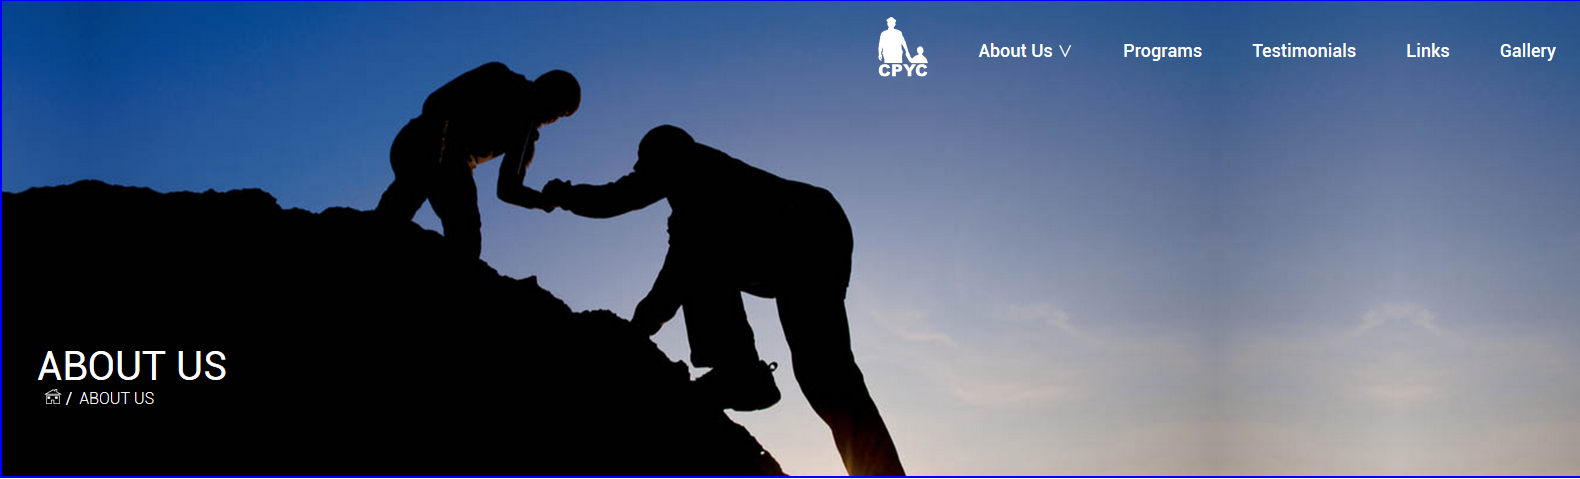 CPYC
About Us Programs Testimonials Links Gallery
ABOUT US
/ ABOUT US